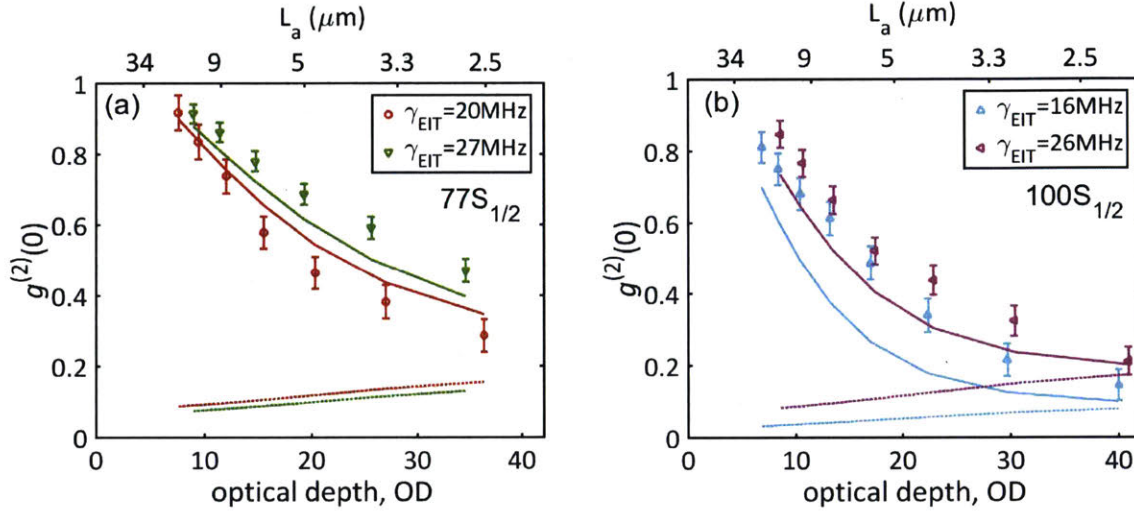 L_a (μm)
34 9 5 3.3 2.5
(a)
γ_EIT=20MHz
γ_EIT=27MHz
77S_1/2
g^(2)(0)
1
0.8
0.6
0.4
0.2
0
0 10 20 30 40
optical depth, OD
L_a (μm)
34 9 5 3.3 2.5
(b)
γ_EIT=16MHz
γ_EIT=26MHz
100S_1/2
g^(2)(0)
1
0.8
0.6
0.4
0.2
0
0 10 20 30 40
optical depth, OD